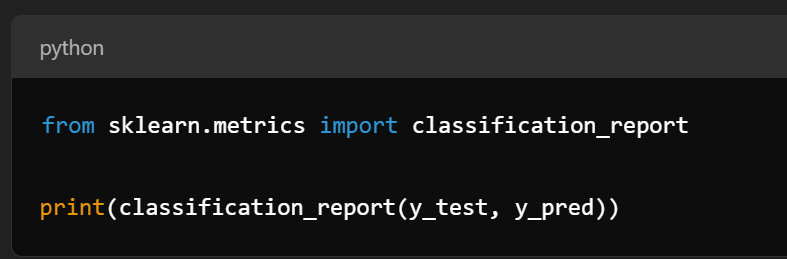 python
from sklearn.metrics import classification_report
print(classification_report(y_test, y_pred))